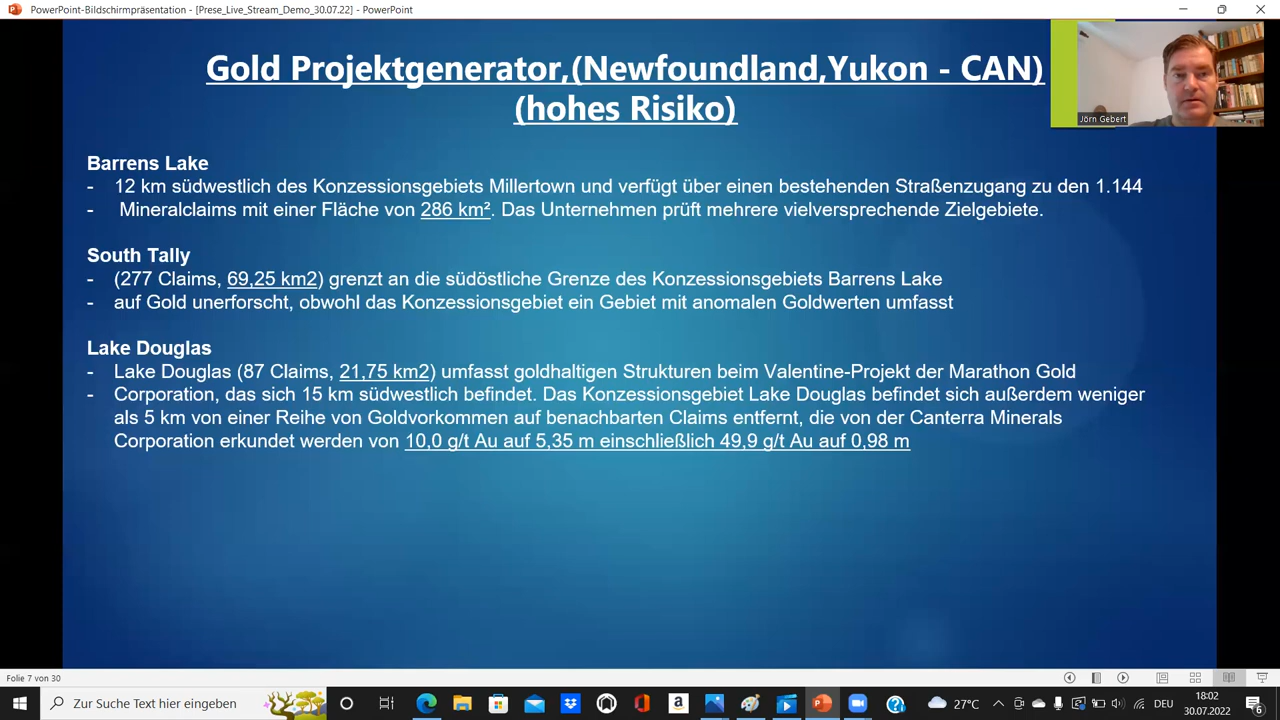 PowerPoint-Bildschirmpräsentation - [Prese_Live_Stream_Demo_30.07.22] - PowerPoint
Gold Projektgenerator,(Newfoundland,Yukon - CAN)
(hohes Risiko)
Jörn Gebert
Barrens Lake
- 12 km südwestlich des Konzessionsgebiets Millertown und verfügt über einen bestehenden Straßenzugang zu den 1.144
- Mineralclaims mit einer Fläche von 286 km². Das Unternehmen prüft mehrere vielversprechende Zielgebiete.
South Tally
- (277 Claims, 69,25 km2) grenzt an die südöstliche Grenze des Konzessionsgebiets Barrens Lake
- auf Gold unerforscht, obwohl das Konzessionsgebiet ein Gebiet mit anomalen Goldwerten umfasst
Lake Douglas
- Lake Douglas (87 Claims, 21,75 km2) umfasst goldhaltigen Strukturen beim Valentine-Projekt der Marathon Gold
- Corporation, das sich 15 km südwestlich befindet. Das Konzessionsgebiet Lake Douglas befindet sich außerdem weniger
als 5 km von einer Reihe von Goldvorkommen auf benachbarten Claims entfernt, die von der Canterra Minerals
Corporation erkundet werden von 10,0 g/t Au auf 5,35 m einschließlich 49,9 g/t Au auf 0,98 m
Folie 7 von 30
Zur Suche Text hier eingeben
27°C
DEU
18:02
30.07.2022
6